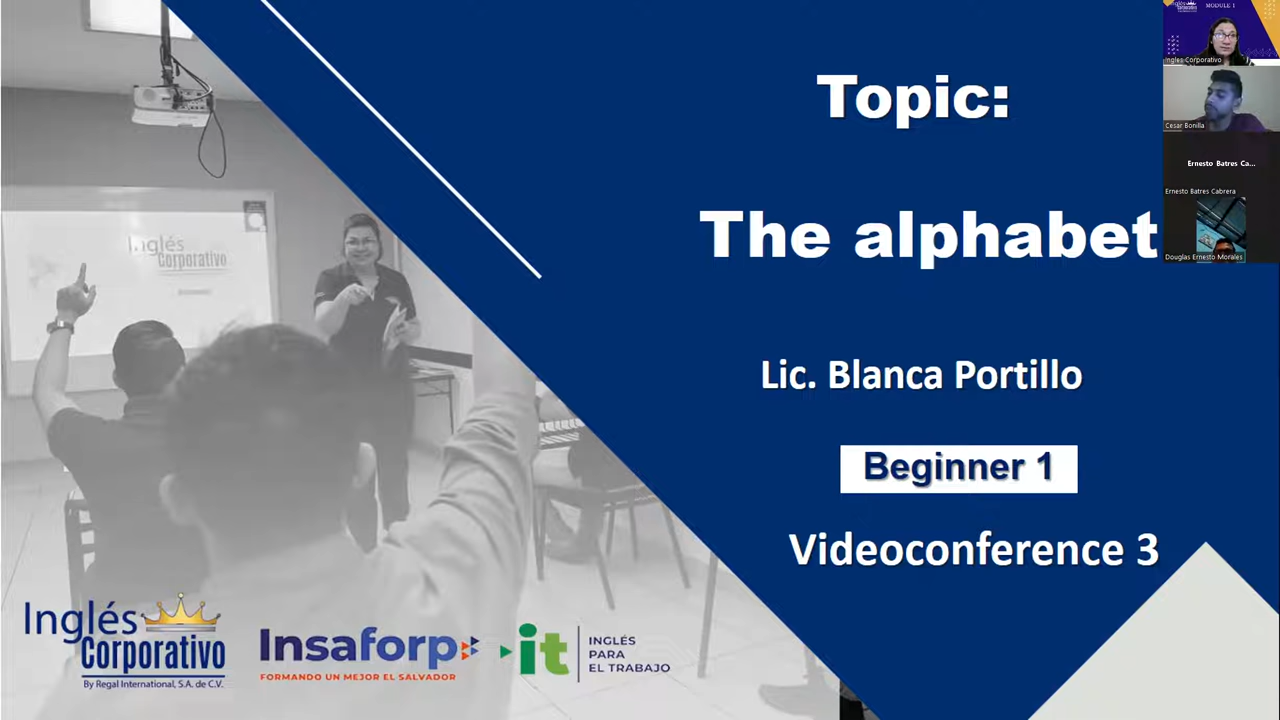 Topic:
The alphabet
Lic. Blanca Portillo
Beginner 1
Videoconference 3
Inglés
Corporativo
By Regal International, S.A. de C.V.
Insaforp
FORMANDO UN MEJOR EL SALVADOR
it
INGLÉS
PARA
EL TRABAJO
Inglés
Corporativo
Inglés
Corporativo
MODULE 1
Ingles Corporativo
Cesar Bonilla
Ernesto Batres Ca...
Ernesto Batres Cabrera
Douglas Ernesto Morales